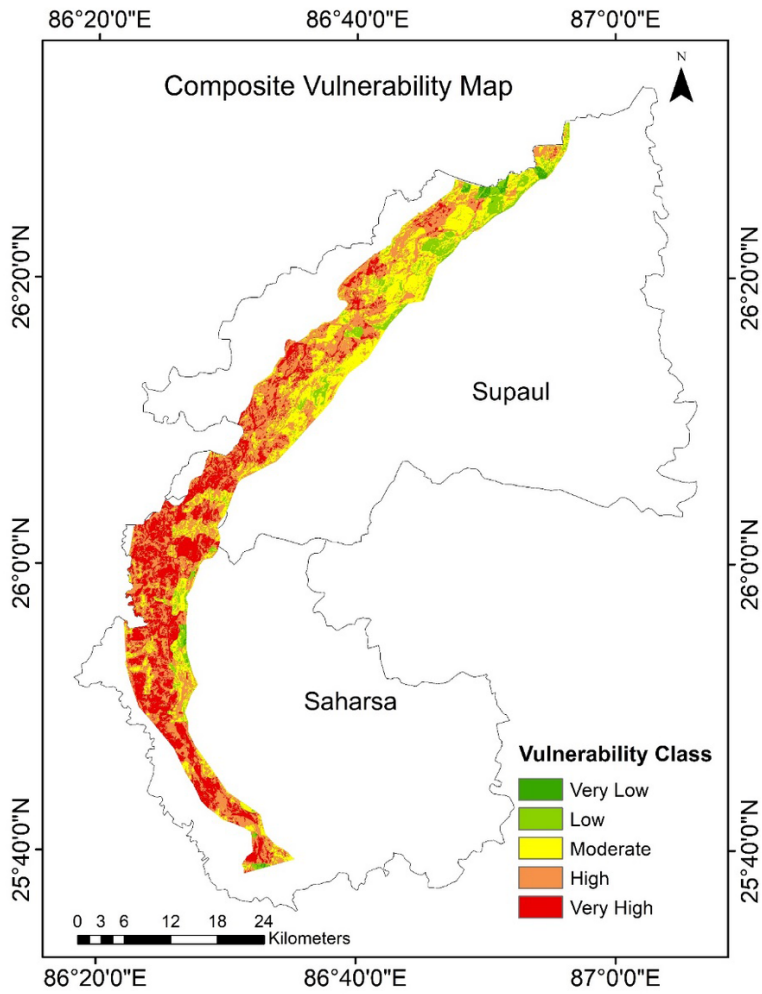 86°20'0"E 86°40'0"E 87°0'0"E
Composite Vulnerability Map
N
26°20'0"N
26°20'0"N
Supaul
26°0'0"N
26°0'0"N
Saharsa
Vulnerability Class
Very Low
Low
Moderate
High
Very High
25°40'0"N
25°40'0"N
0 3 6 12 18 24
Kilometers
86°20'0"E 86°40'0"E 87°0'0"E